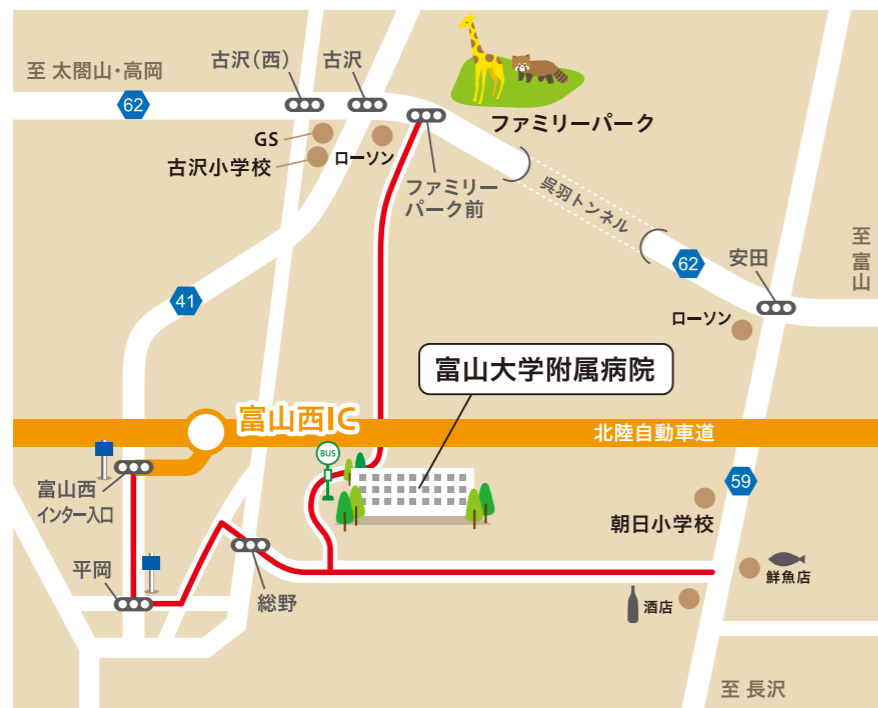 古沢(西)
古沢
至 太閤山・高岡
62
GS
古沢小学校
ローソン
ファミリーパーク
ファミリー
パーク前
呉羽トンネル
62
安田
至富山
41
ローソン
富山大学附属病院
富山西IC
北陸自動車道
BUS
富山西
インター入口
59
朝日小学校
平岡
総野
鮮魚店
酒店
至 長沢